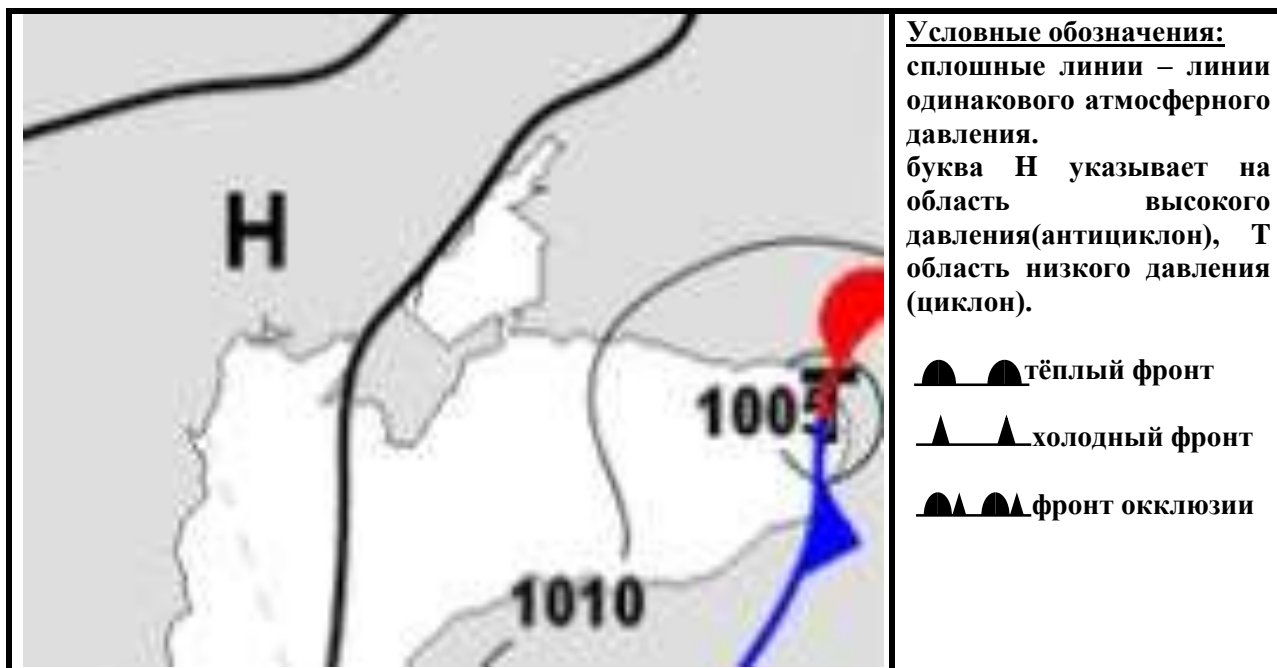 H
T
1005
1010
Условные обозначения:
сплошные линии – линии
одинакового атмосферного
давления.
буква Н указывает на
область высокого
давления(антициклон), Т
область низкого давления
(циклон).
тёплый фронт
холодный фронт
фронт окклюзии